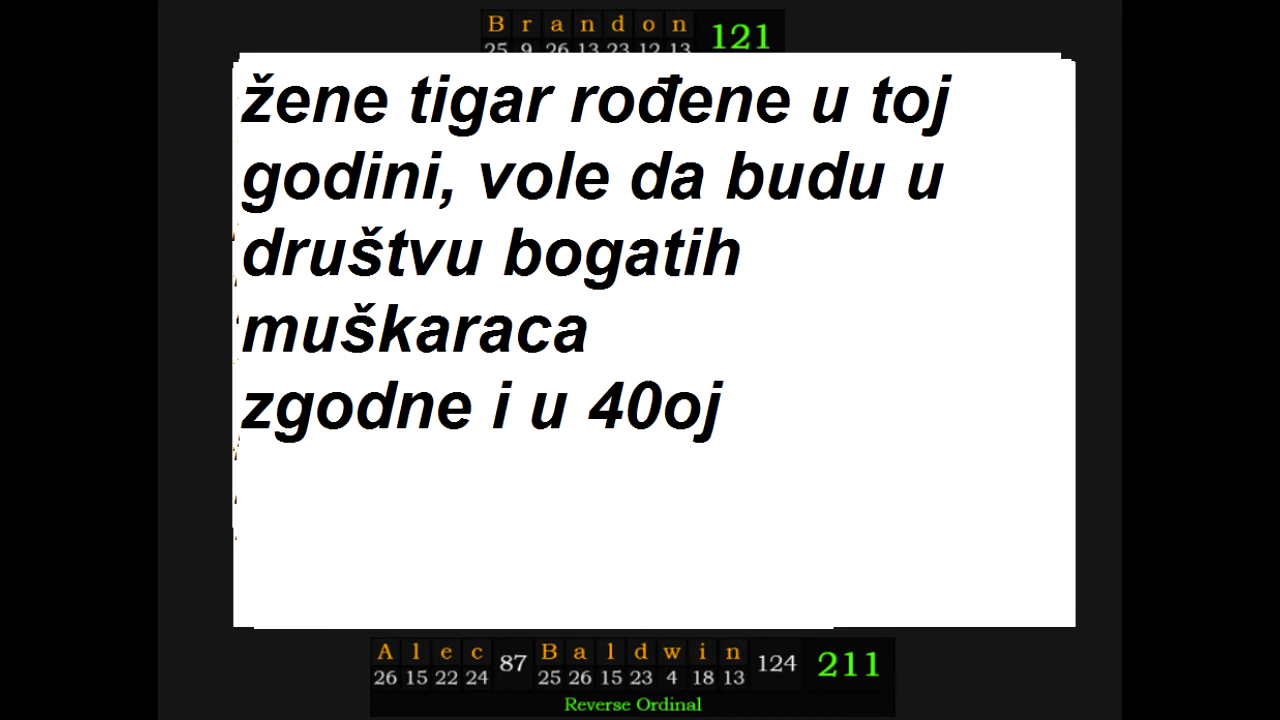 Brandon 121
25 9 26 13 23 12 13
žene tigar rođene u toj
godini, vole da budu u
društvu bogatih
muškaraca
zgodne i u 40oj
Alec 87 Baldwin 124 211
26 15 22 24 25 26 15 23 4 18 13
Reverse Ordinal